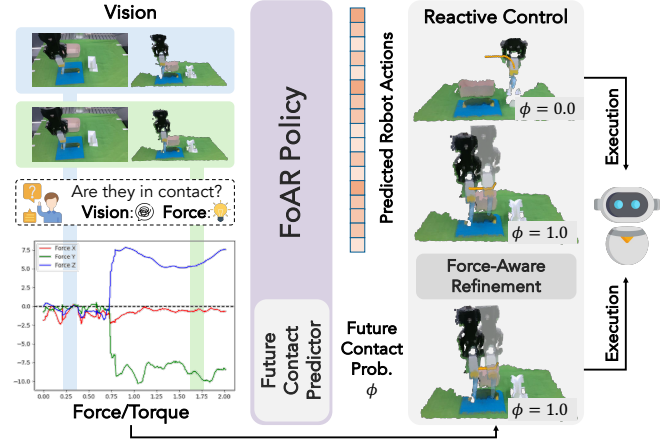 Vision
Are they in contact?
Vision: Force:
Force X
Force Y
Force Z
7.5
5.0
2.5
0.0
−2.5
−5.0
−7.5
−10.0
0.00 0.25 0.50 0.75 1.00 1.25 1.50 1.75 2.00
Force/Torque
FoAR Policy
Future
Contact
Predictor
Predicted Robot Actions
Future
Contact
Prob.
ϕ
Reactive Control
ϕ = 0.0
ϕ = 1.0
Force-Aware
Refinement
ϕ = 1.0
Execution
Execution